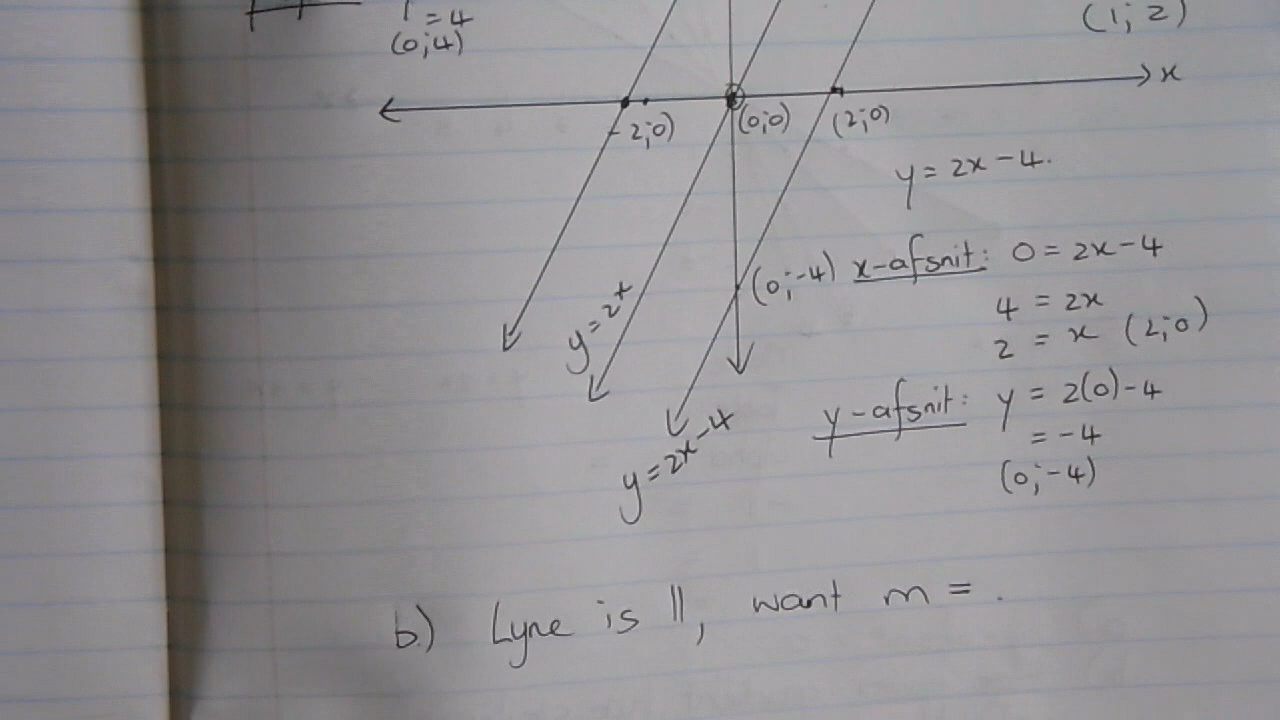 = 4
(0;4)
(1; 2)
x
- 2;0)
(0;0)
(2;0)
y = 2x - 4.
(0;-4)
x-afsnit: 0 = 2x - 4
4 = 2x
2 = x (2;0)
y = 2x
y-afsnit: y = 2(0) - 4
= -4
(0;-4)
y = 2x - 4
b.) Lyne is ||, want m = .